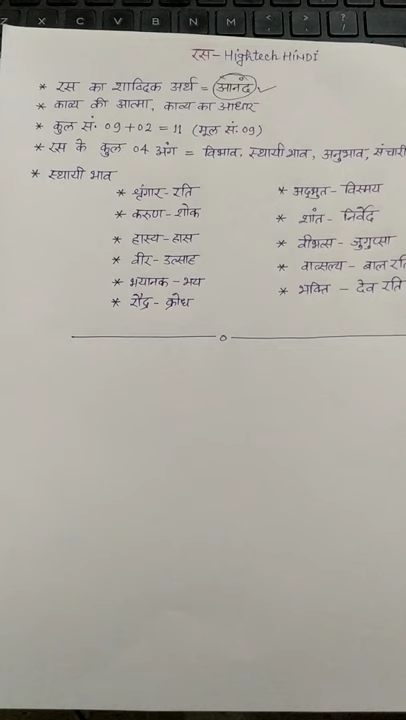 Z X C V B N M < > ?
रस - Hightech HINDI
* रस का शाब्दिक अर्थ = आनंद ✓
* काव्य की आत्मा, काव्य का आधार
* कुल सं. 09 + 02 = 11 (मूल सं. 09)
* रस के कुल 04 अंग = विभाव, स्थायी भाव, अनुभाव, संचारी
* स्थायी भाव
* श्रृंगार - रति
* करुण - शोक
* हास्य - हास
* वीर - उत्साह
* भयानक - भय
* रौद्र - क्रोध
* अद्भुत - विस्मय
* शांत - निर्वेद
* वीभत्स - जुगुप्सा
* वात्सल्य - बाल रति
* भक्ति - देव रति